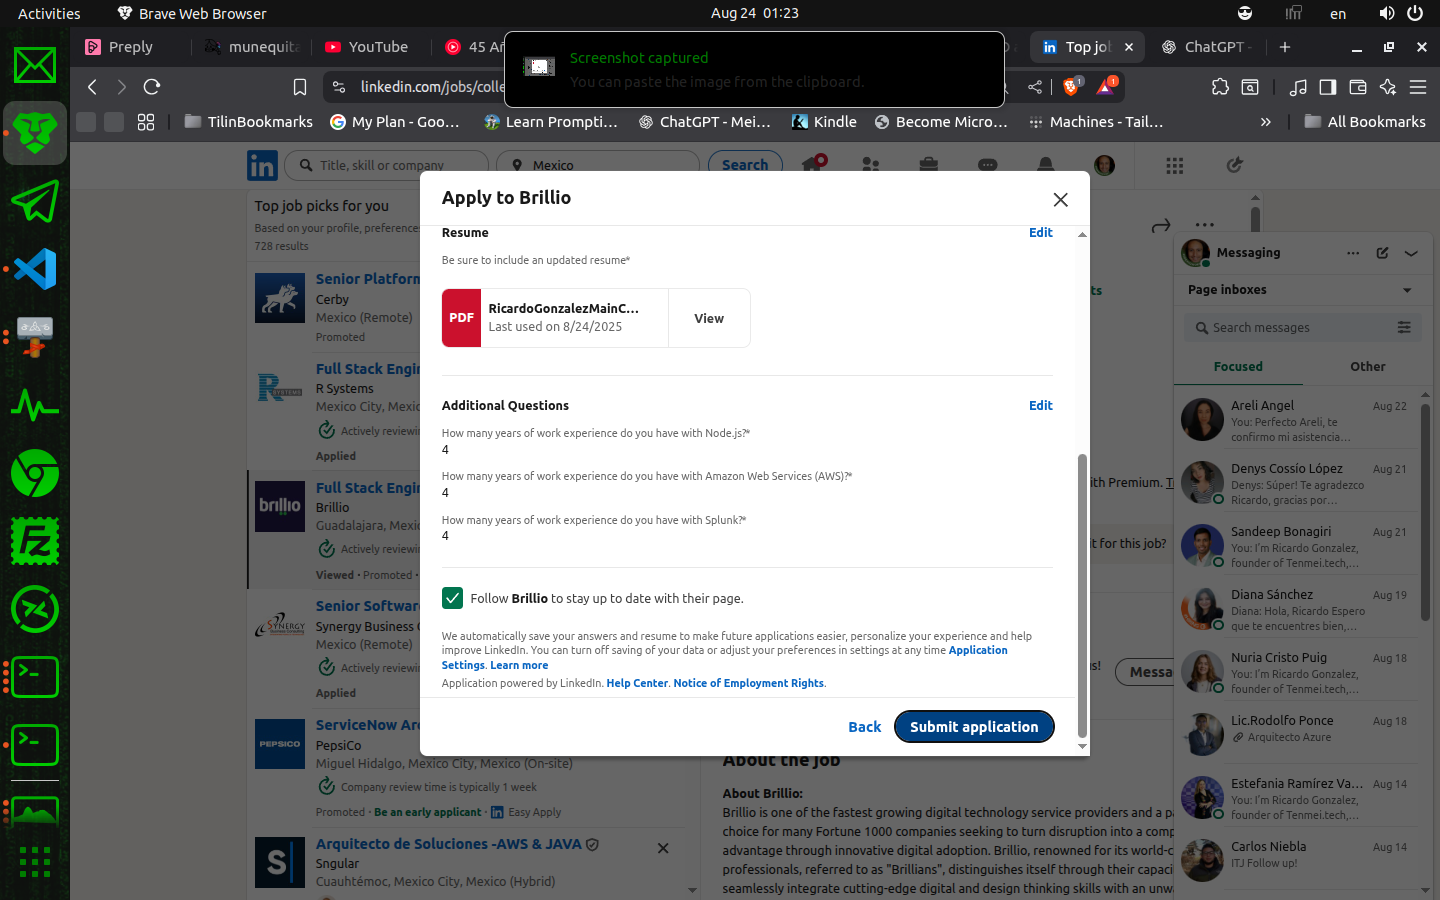 Activities
Brave Web Browser
Aug 24 01:23
en
Preply
munequita
YouTube
45 Añ
Top jo
ChatGPT -
Screenshot captured
You can paste the image from the clipboard.
linkedin.com/jobs/colle
1
1
TilinBookmarks
My Plan - Goo...
Learn Prompti...
ChatGPT - Mei...
Kindle
Become Micro...
Machines - Tail...
»
All Bookmarks
Title, skill or company
Mexico
Search
Top job picks for you
Based on your profile, preference
728 results
Senior Platform
Cerby
Mexico (Remote)
Promoted
Full Stack Engin
R Systems
Mexico City, Mexic
Actively reviewin
Applied
Full Stack Engin
brillio
Brillio
Guadalajara, Mexic
Actively reviewin
Viewed · Promoted ·
Senior Software
Synergy Business C
Mexico (Remote)
Actively reviewin
Applied
ServiceNow Arc
PEPSICO
PepsiCo
Miguel Hidalgo, Mexico City, Mexico (On-site)
Company review time is typically 1 week
Promoted · Be an early applicant · Easy Apply
Arquitecto de Soluciones -AWS & JAVA
Sngular
Cuauhtémoc, Mexico City, Mexico (Hybrid)
Apply to Brillio
Resume
Edit
Be sure to include an updated resume*
PDF
RicardoGonzalezMainC...
Last used on 8/24/2025
View
Additional Questions
Edit
How many years of work experience do you have with Node.js?*
4
How many years of work experience do you have with Amazon Web Services (AWS)?*
4
How many years of work experience do you have with Splunk?*
4
Follow Brillio to stay up to date with their page.
We automatically save your answers and resume to make future applications easier, personalize your experience and help
improve LinkedIn. You can turn off saving of your data or adjust your preferences in settings at any time Application
Settings. Learn more
Application powered by LinkedIn. Help Center. Notice of Employment Rights.
Back
Submit application
ts
ith Premium.
it for this job?
s!
Messa
About the job
About Brillio:
Brillio is one of the fastest growing digital technology service providers and a pa
choice for many Fortune 1000 companies seeking to turn disruption into a comp
advantage through innovative digital adoption. Brillio, renowned for its world-c
professionals, referred to as "Brillians", distinguishes itself through their capaci
seamlessly integrate cutting-edge digital and design thinking skills with an unw
Messaging
Page inboxes
Search messages
Focused
Other
Areli Angel
Aug 22
You: Perfecto Areli, te
confirmo mi asistencia...
Denys Cossío López
Aug 21
Denys: Súper! Te agradezco
Ricardo, gracias por...
Sandeep Bonagiri
Aug 21
You: I'm Ricardo Gonzalez,
founder of Tenmei.tech,...
Diana Sánchez
Aug 19
Diana: Hola, Ricardo Espero
que te encuentres bien,...
Nuria Cristo Puig
Aug 18
You: I'm Ricardo Gonzalez,
founder of Tenmei.tech,...
Lic.Rodolfo Ponce
Aug 18
Arquitecto Azure
Estefania Ramírez Va...
Aug 14
You: I'm Ricardo Gonzalez,
founder of Tenmei.tech,...
Carlos Niebla
Aug 14
ITJ Follow up!